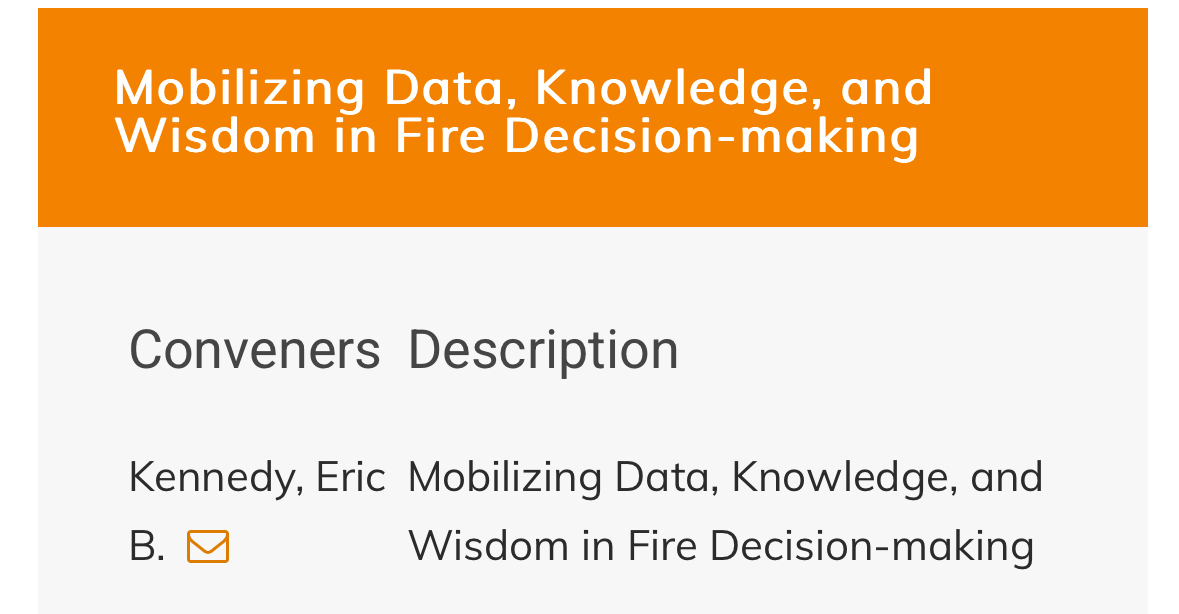 Mobilizing Data, Knowledge, and
Wisdom in Fire Decision-making
Conveners Description
Kennedy, Eric Mobilizing Data, Knowledge, and
B. Wisdom in Fire Decision-making